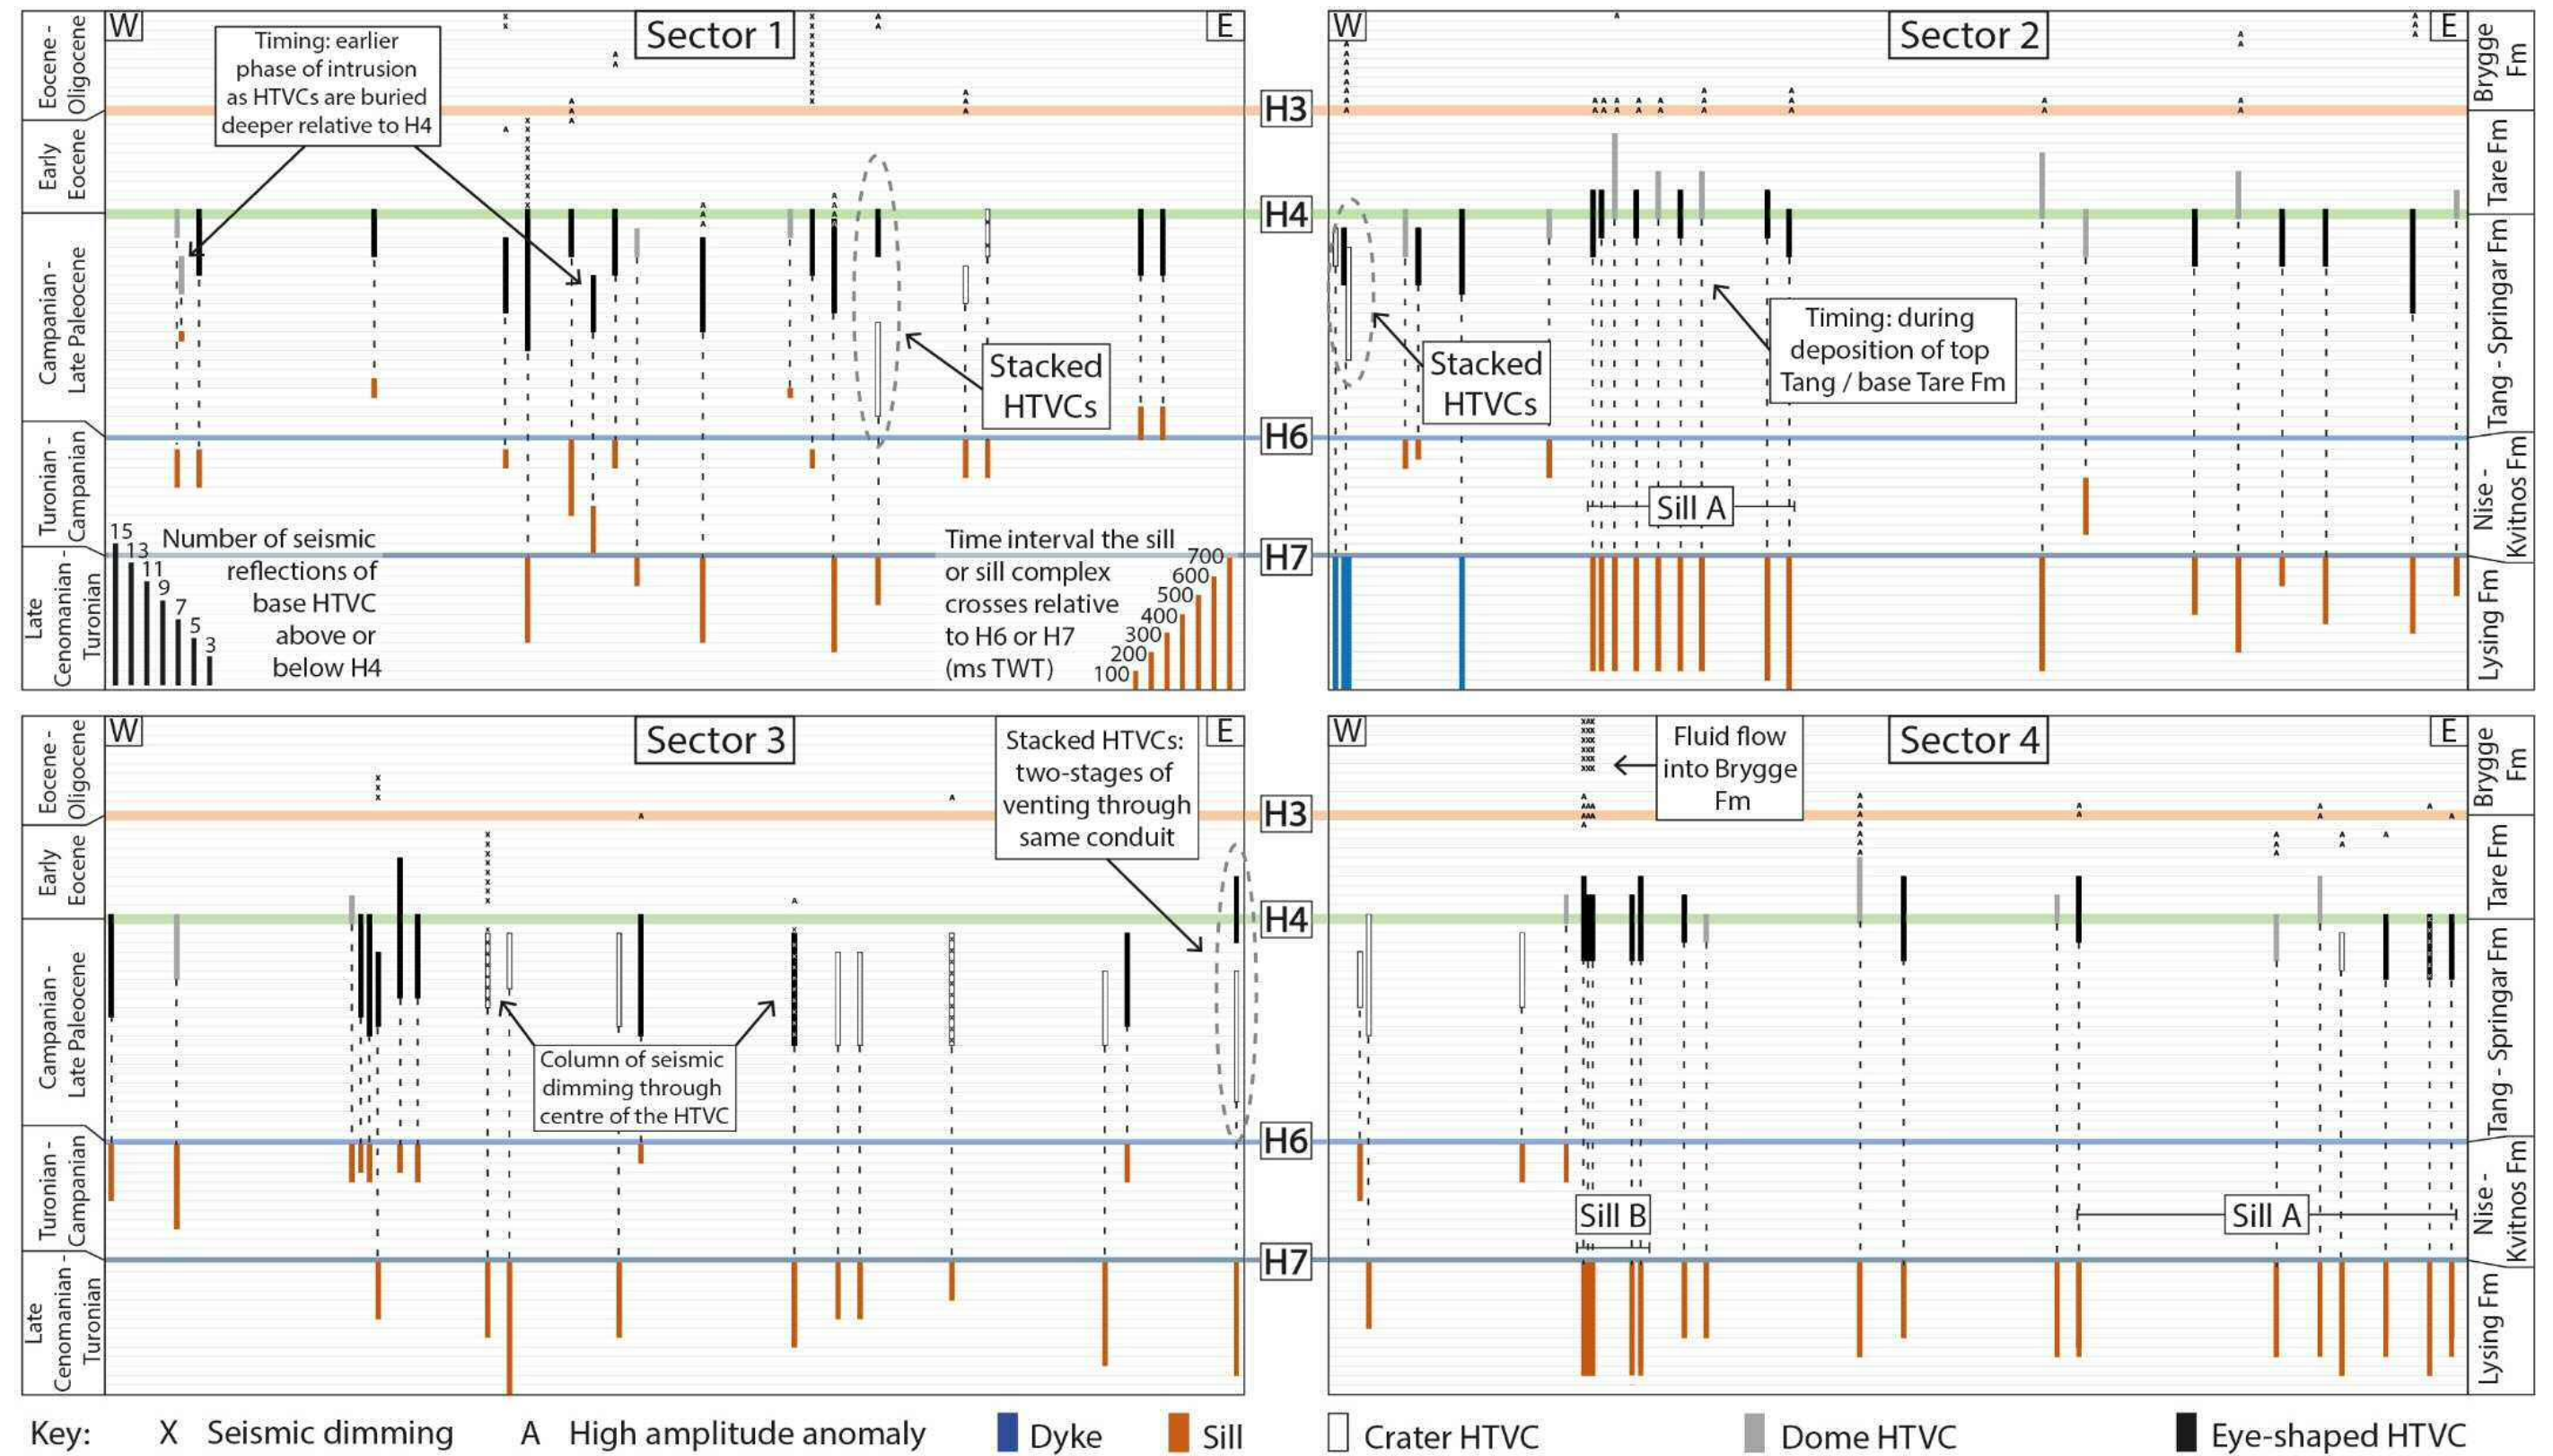 W
Sector 1
E
Timing: earlier
phase of intrusion
as HTVCs are buried
deeper relative to H4
Stacked
HTVCs
Eocene -
Oligocene
Early
Eocene
Campanian -
Late Paleocene
Turonian -
Campanian
Late
Cenomanian -
Turonian
15
13
11
9
7
5
3
Number of seismic
reflections of
base HTVC
above or
below H4
Time interval the sill
or sill complex
crosses relative
to H6 or H7
(ms TWT)
100
200
300
400
500
600
700
H3
H4
H6
H7
W
Sector 2
E
Stacked
HTVCs
Timing: during
deposition of top
Tang / base Tare Fm
Sill A
Brygge
Fm
Tare Fm
Tang - Springar Fm
Nise -
Kvitnos Fm
Lysing Fm
W
Sector 3
E
Stacked HTVCs:
two-stages of
venting through
same conduit
Column of seismic
dimming through
centre of the HTVC
Eocene -
Oligocene
Early
Eocene
Campanian -
Late Paleocene
Turonian -
Campanian
Late
Cenomanian -
Turonian
H3
H4
H6
H7
W
Sector 4
E
Fluid flow
into Brygge
Fm
Sill B
Sill A
Brygge
Fm
Tare Fm
Tang - Springar Fm
Nise -
Kvitnos Fm
Lysing Fm
Key: X Seismic dimming A High amplitude anomaly Dyke Sill Crater HTVC Dome HTVC Eye-shaped HTVC